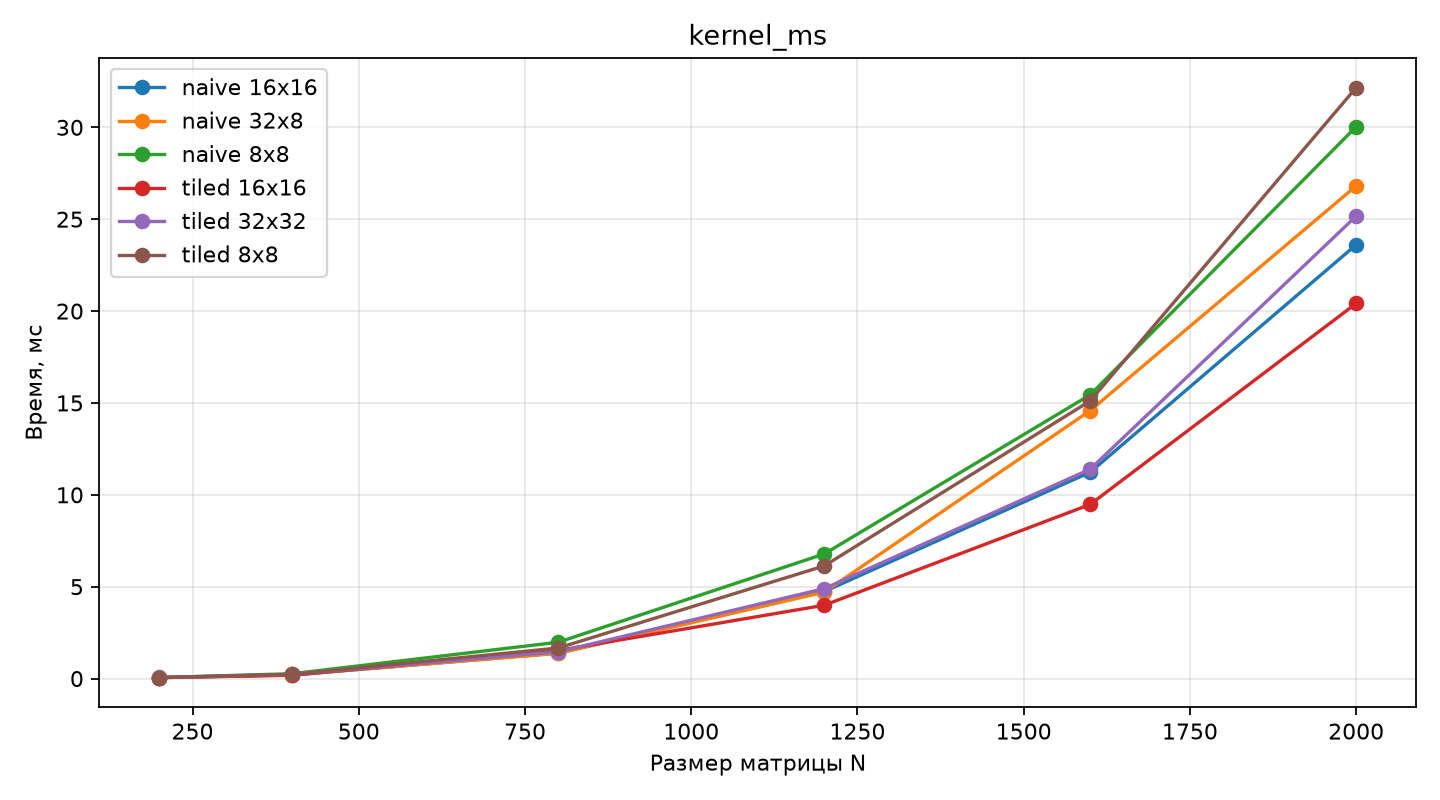 kernel_ms
naive 16x16
naive 32x8
naive 8x8
tiled 16x16
tiled 32x32
tiled 8x8
30
25
20
15
10
5
0
Время, мс
250 500 750 1000 1250 1500 1750 2000
Размер матрицы N